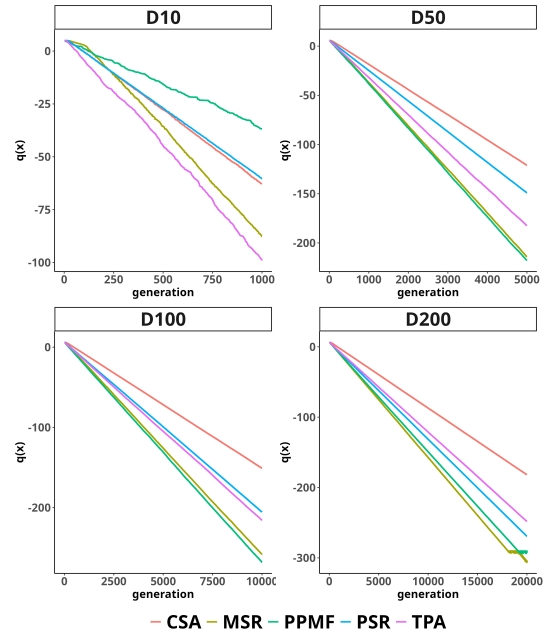 D10
0
-25
-50
-75
-100
q(x)
0 250 500 750 1000
generation
D50
0
-50
-100
-150
-200
q(x)
0 1000 2000 3000 4000 5000
generation
D100
0
-100
-200
q(x)
0 2500 5000 7500 10000
generation
D200
0
-100
-200
-300
q(x)
0 5000 10000 15000 20000
generation
CSA MSR PPMF PSR TPA